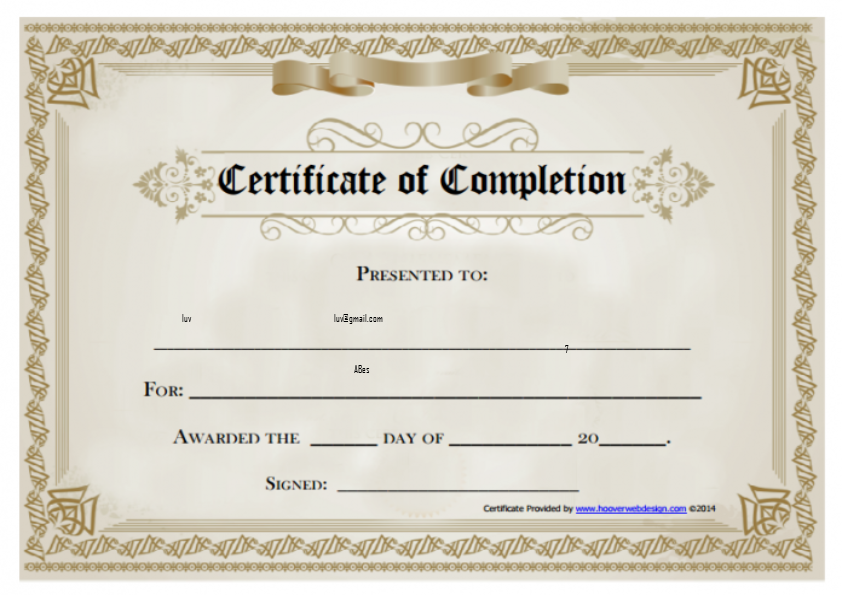 Certificate of Completion
PRESENTED TO:
luv luv@gmail.com
7
ABes
FOR:
AWARDED THE DAY OF 20 .
SIGNED:
Certificate Provided by www.hooverwebdesign.com ©2014